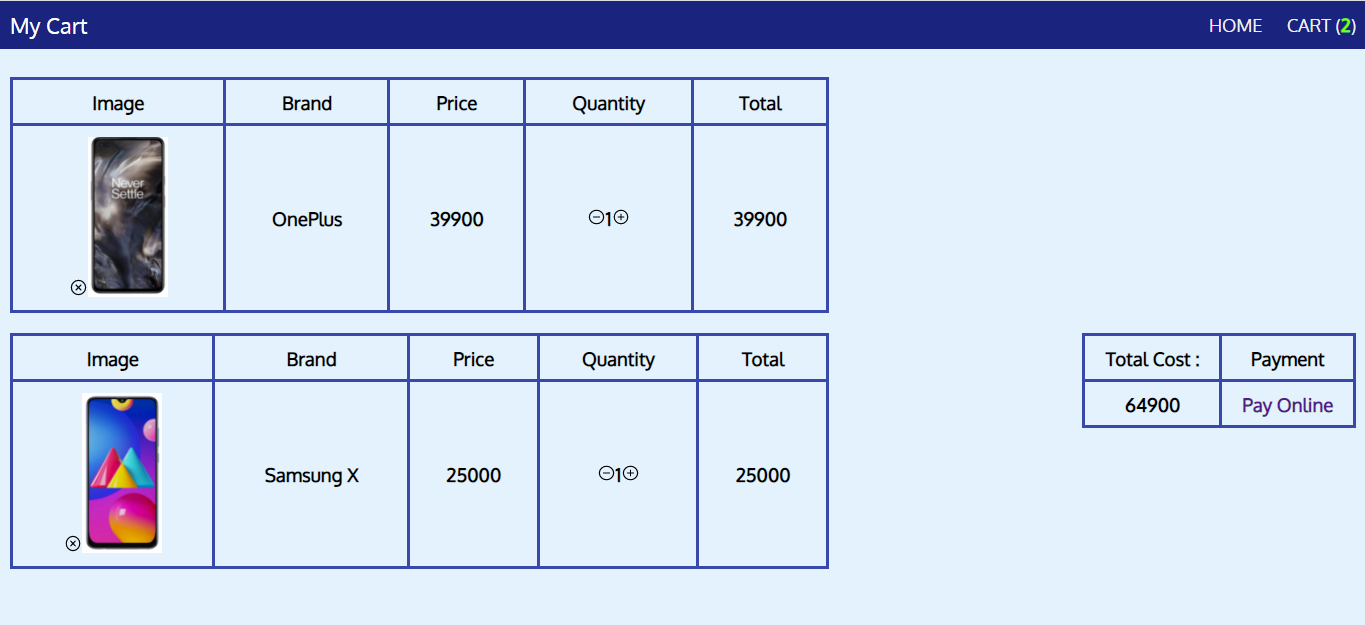 My Cart HOME CART (2)
Image Brand Price Quantity Total
Never
Settle
OnePlus 39900 1 39900
Image Brand Price Quantity Total
Samsung X 25000 1 25000
Total Cost : Payment
64900 Pay Online